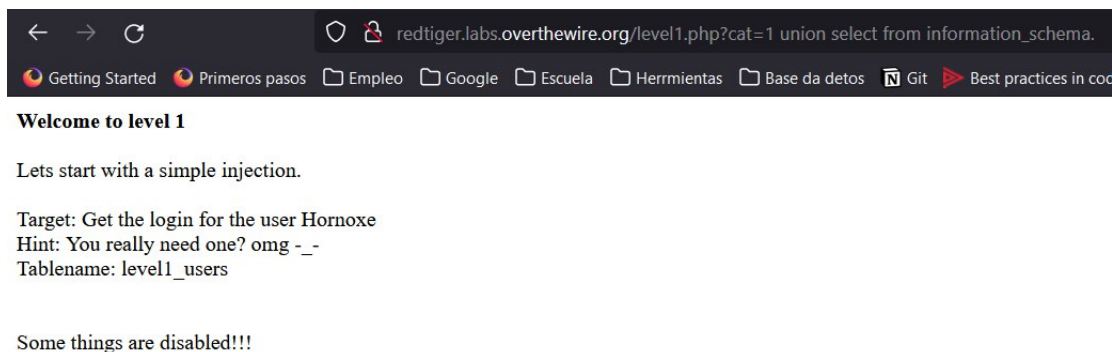 redtiger.labs.overthewire.org/level1.php?cat=1 union select from information_schema.
Getting Started Primeros pasos Empleo Google Escuela Herrmientas Base da detos Git Best practices in coo
Welcome to level 1
Lets start with a simple injection.
Target: Get the login for the user Hornoxe
Hint: You really need one? omg -_-
Tablename: level1_users
Some things are disabled!!!